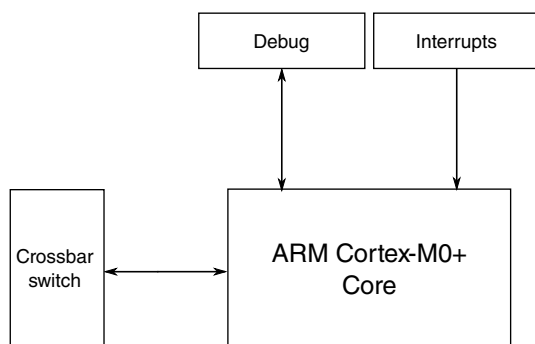 Debug
Interrupts
Crossbar
switch
ARM Cortex-M0+
Core